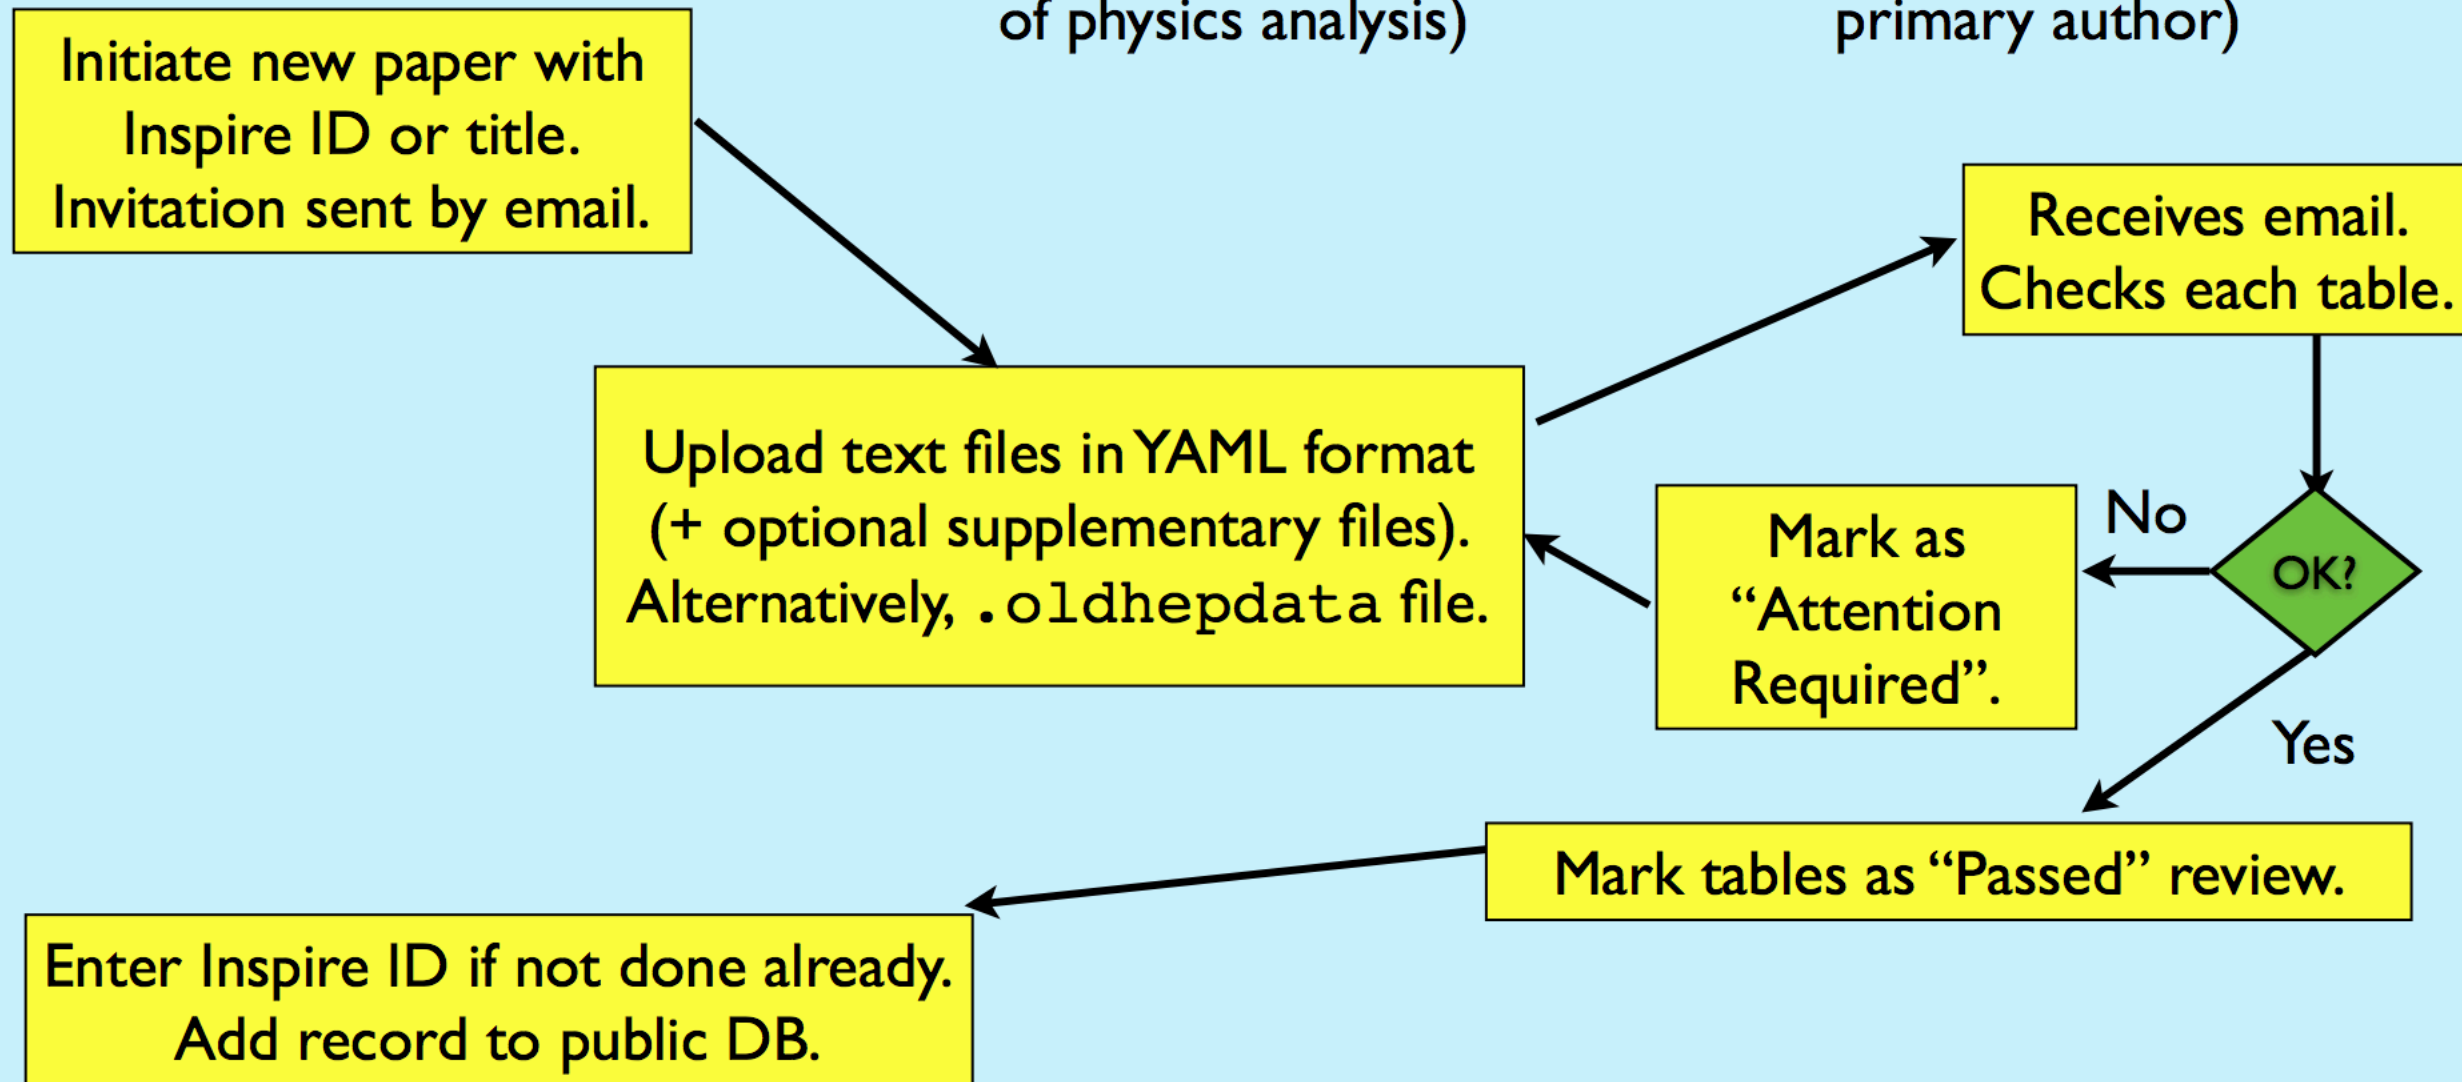 of physics analysis)
primary author)
Initiate new paper with
Inspire ID or title.
Invitation sent by email.
Receives email.
Checks each table.
Upload text files in YAML format
(+ optional supplementary files).
Alternatively, .oldhepdata file.
No
OK?
Mark as
“Attention
Required”.
Yes
Mark tables as “Passed” review.
Enter Inspire ID if not done already.
Add record to public DB.